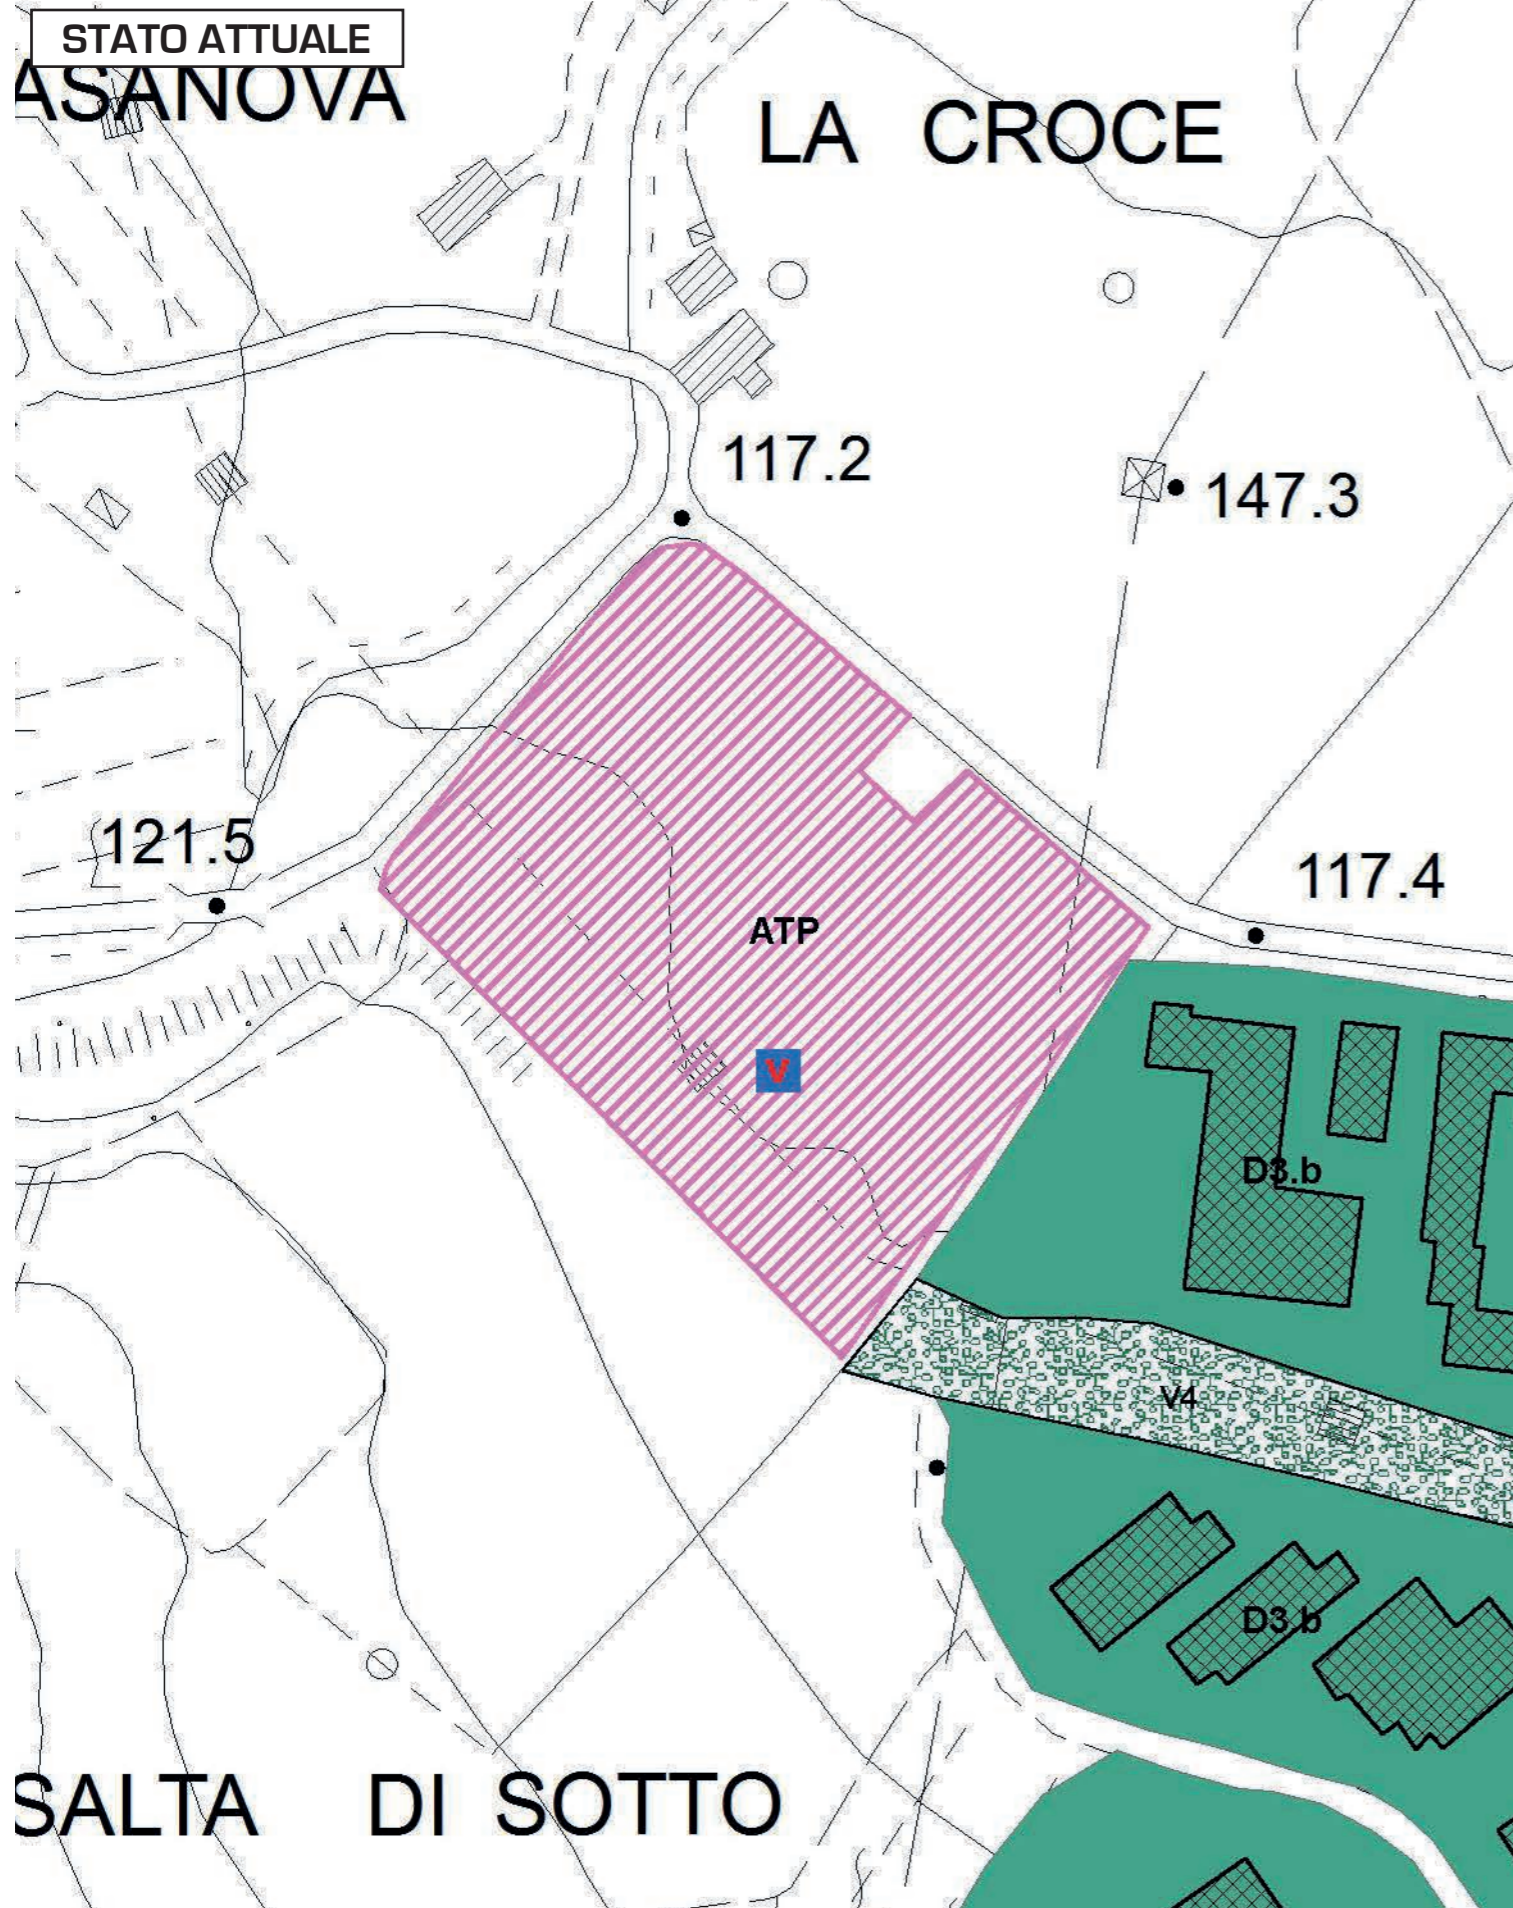 STATO ATTUALE
ASANOVA
LA CROCE
117.2
147.3
121.5
117.4
ATP
V
D3.b
V4
D3.b
SALTA DI SOTTO